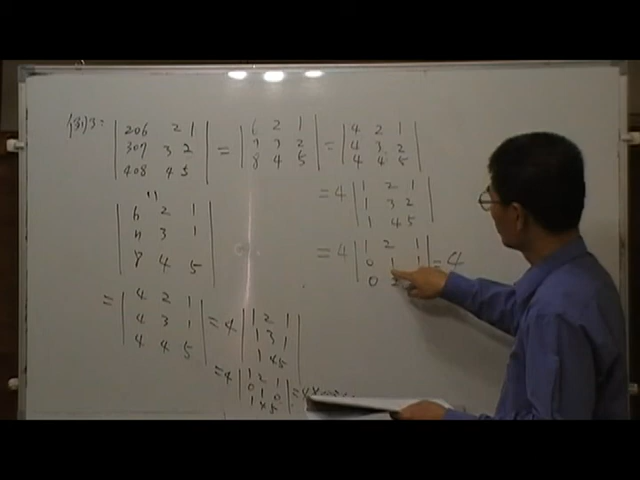 例3: | 206 2 1 | = | 6 2 1 | = | 4 2 1 |
| 307 3 2 | | 7 3 2 | | 4 3 2 |
| 408 4 5 | | 8 4 5 | | 4 4 5 |
= 4 | 1 2 1 |
| 1 3 2 |
| 1 4 5 |
= 4 | 1 2 1 | = 4
| 0 1 1 |
| 0 2
"
| 6 2 1 |
| 3 1 |
| 8 4 5 |
= | 4 2 1 | = 4 | 1 2 1 |
| 4 3 1 | | 1 3 1 |
| 4 4 5 | | 1 4 5 |
= 4 | 1 2 1 | = 4 ×
| 0 1 0 |